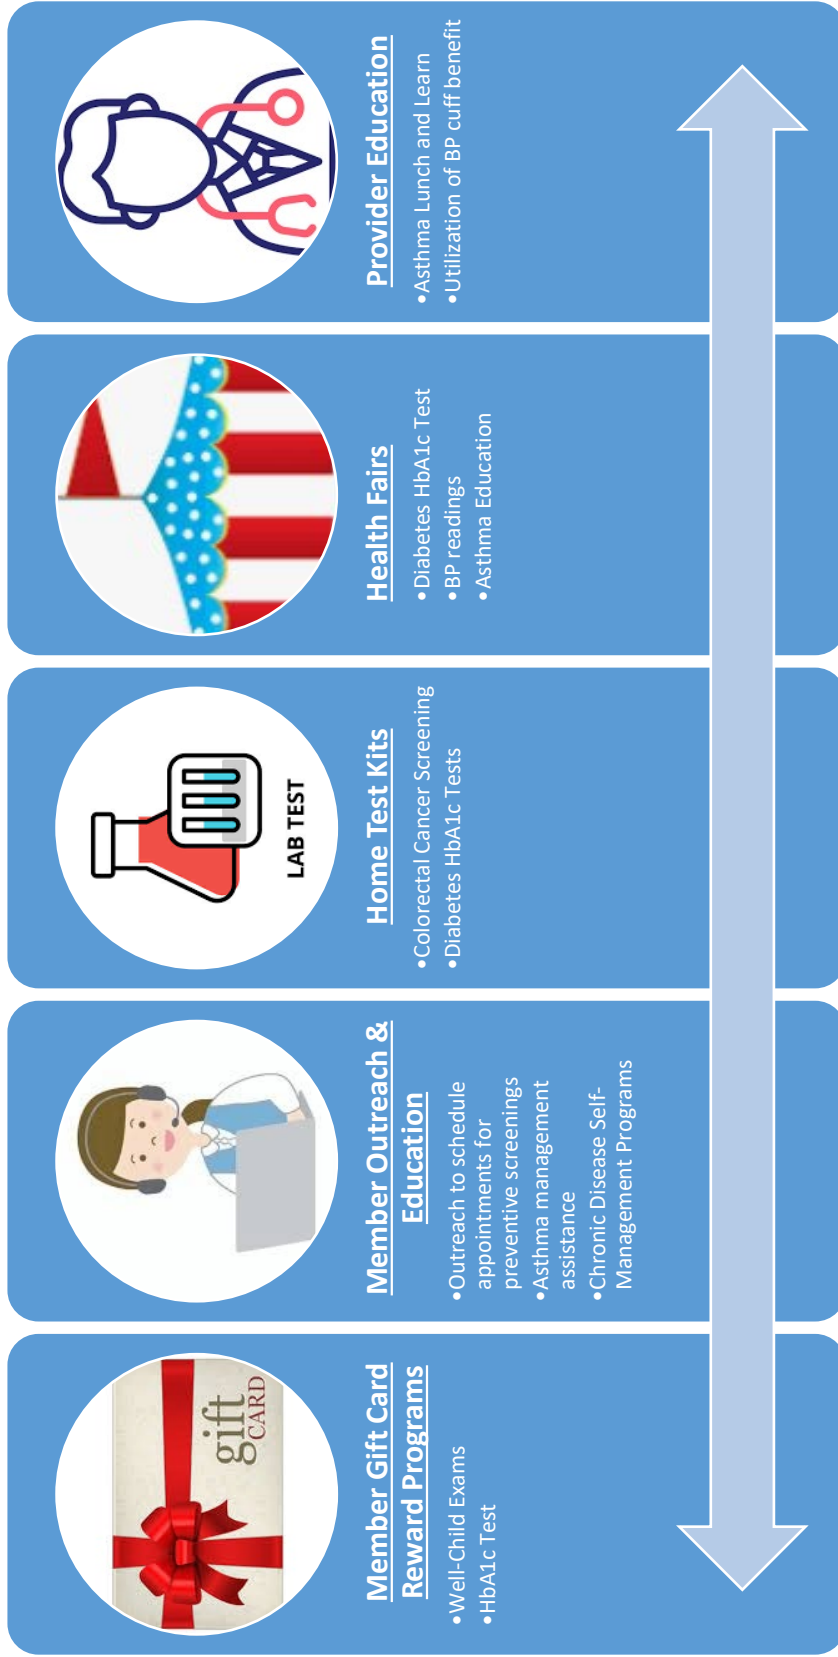 gift
CARD
Member Gift Card
Reward Programs
•Well-Child Exams
•HbA1c Test
Member Outreach &
Education
•Outreach to schedule
appointments for
preventive screenings
•Asthma management
assistance
•Chronic Disease Self-
Management Programs
LAB TEST
Home Test Kits
•Colorectal Cancer Screening
•Diabetes HbA1c Tests
Health Fairs
•Diabetes HbA1c Test
•BP readings
•Asthma Education
Provider Education
•Asthma Lunch and Learn
•Utilization of BP cuff benefit